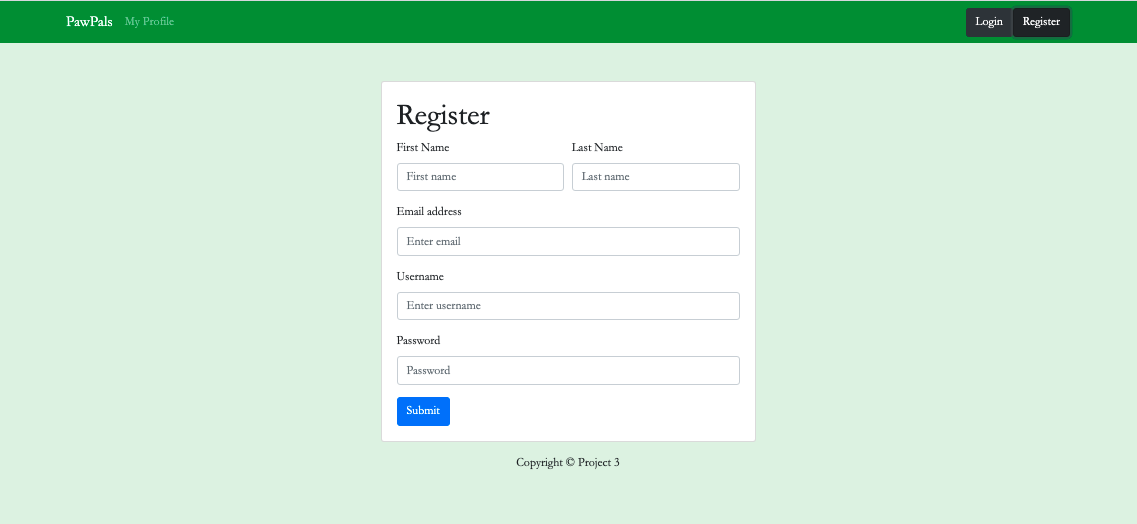 PawPals My Profile Login Register
Register
First Name Last Name
First name Last name
Email address
Enter email
Username
Enter username
Password
Password
Submit
Copyright © Project 3